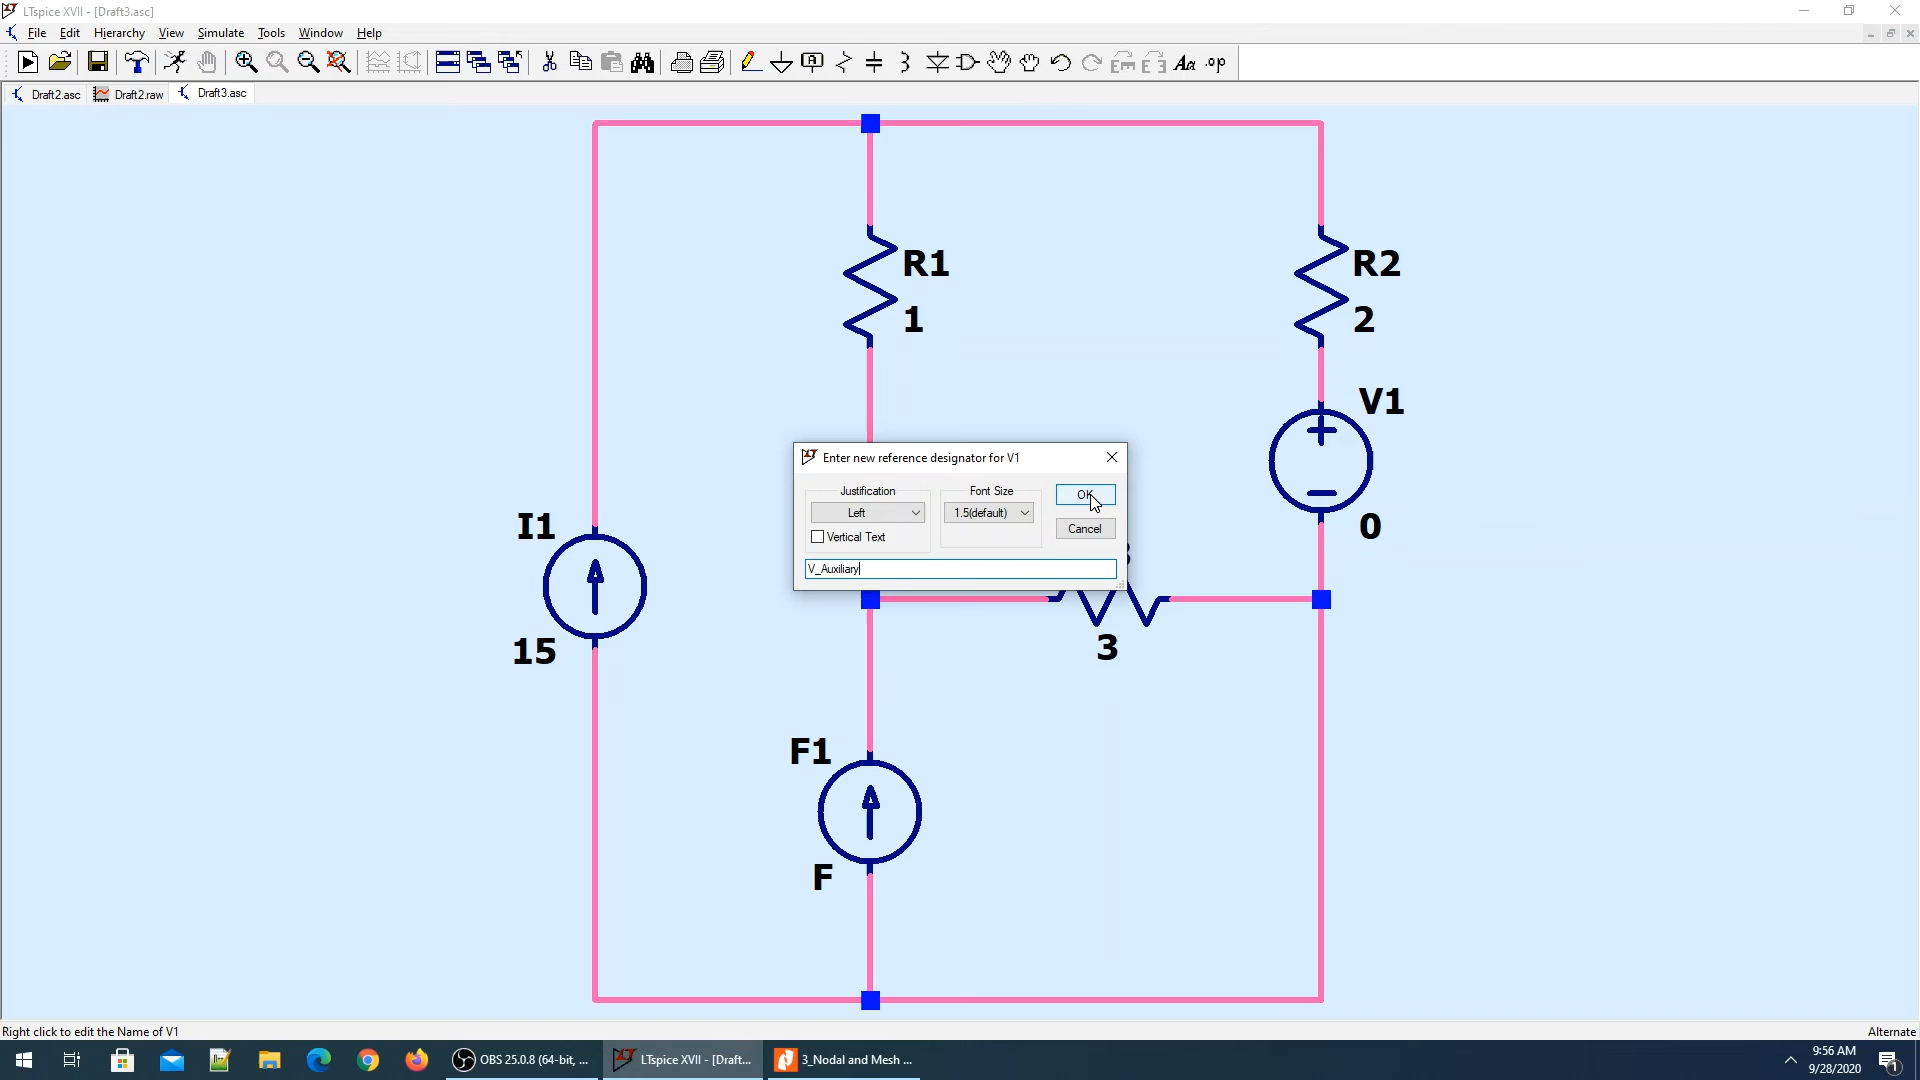 LTspice XVII - [Draft3.asc]
File Edit Hierarchy View Simulate Tools Window Help
A Aa .op
Draft2.asc Draft2.raw Draft3.asc
R1
1
R2
2
V1
0
Enter new reference designator for V1
Justification Font Size OK
Left 1.5(default)
Vertical Text Cancel
V_Auxiliary
I1
15
3
F1
F
Right click to edit the Name of V1 Alternate
OBS 25.0.8 (64-bit, ... LTspice XVII - [Draft... 3_Nodal and Mesh ... 9:56 AM
9/28/2020 1